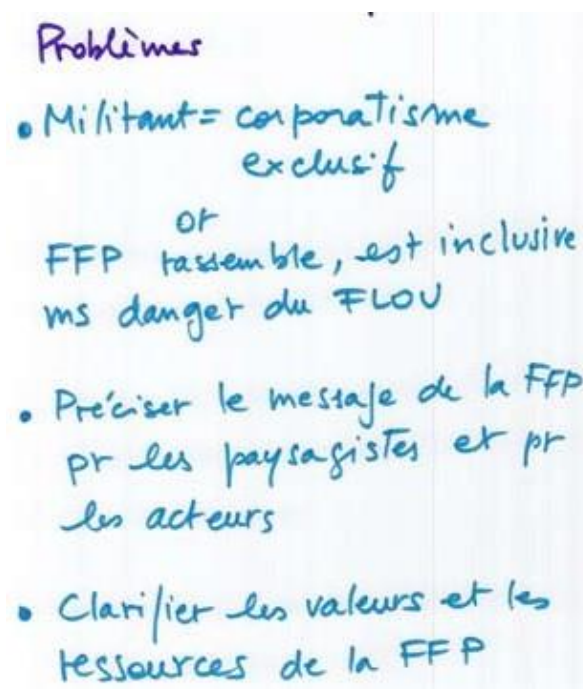 Problèmes
• Militant = corporatisme
exclusif
or
FFP rassemble, est inclusive
ms danger du FLOU
• Préciser le message de la FFP
pr les paysagistes et pr
les acteurs
• Clarifier les valeurs et les
ressources de la FFP